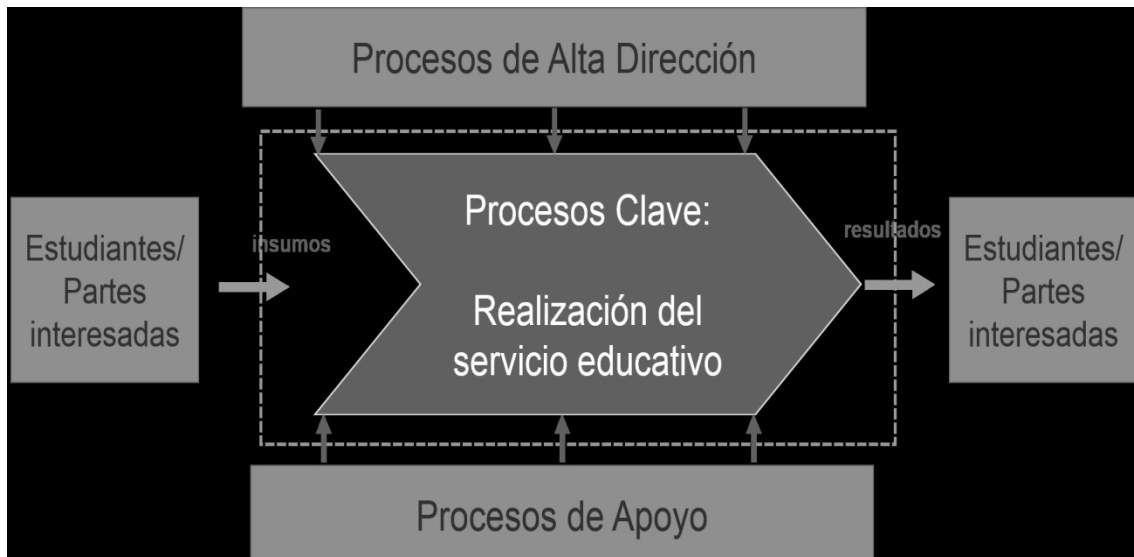 Procesos de Alta Dirección
Estudiantes/
Partes
interesadas
insumos
Procesos Clave:
Realización del
servicio educativo
resultados
Estudiantes/
Partes
interesadas
Procesos de Apoyo